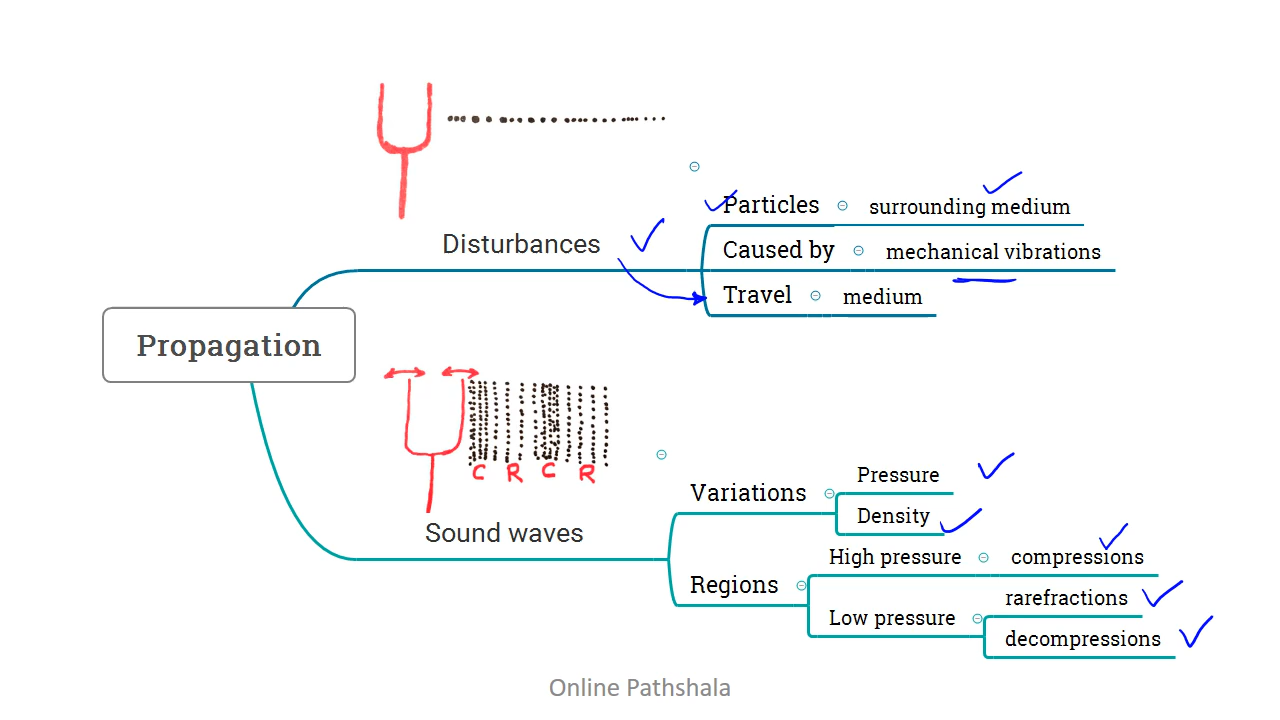 Particles
surrounding medium
Disturbances
Caused by
mechanical vibrations
Travel
medium
Propagation
C R C R
Sound waves
Variations
Pressure
Density
Regions
High pressure
compressions
Low pressure
rarefractions
decompressions
Online Pathshala